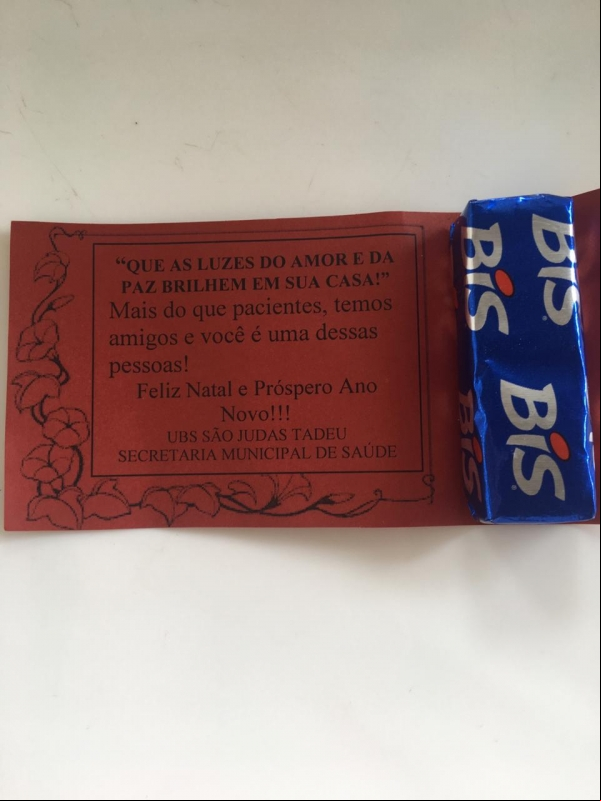 “QUE AS LUZES DO AMOR E DA
PAZ BRILHEM EM SUA CASA!”
Mais do que pacientes, temos
amigos e você é uma dessas
pessoas!
Feliz Natal e Próspero Ano
Novo!!!
UBS SÃO JUDAS TADEU
SECRETARIA MUNICIPAL DE SAÚDE
Bis
Bis
Bis
Bis